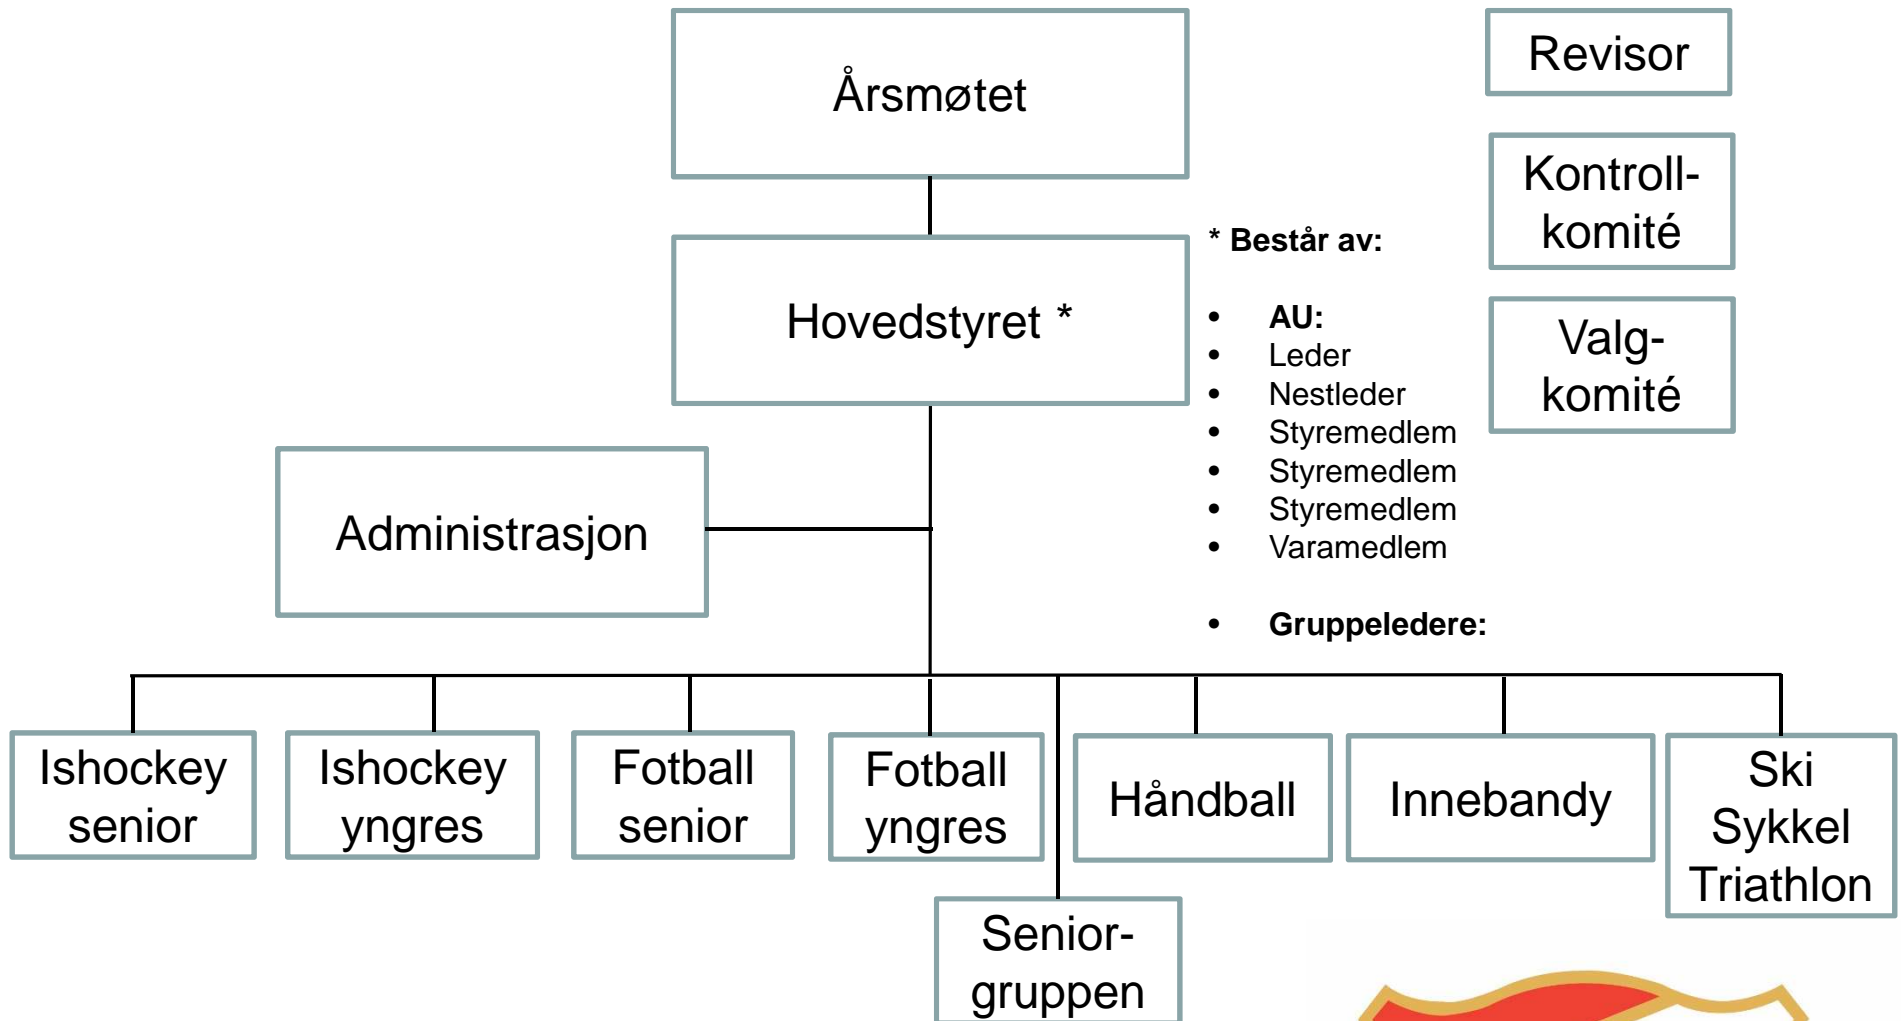 Årsmøtet
Revisor
Kontroll-
komité
Valg-
komité
Hovedstyret *
* Består av:
• AU:
• Leder
• Nestleder
• Styremedlem
• Styremedlem
• Styremedlem
• Varamedlem
• Gruppeledere:
Administrasjon
Ishockey
senior
Ishockey
yngres
Fotball
senior
Fotball
yngres
Håndball
Innebandy
Ski
Sykkel
Triathlon
Senior-
gruppen